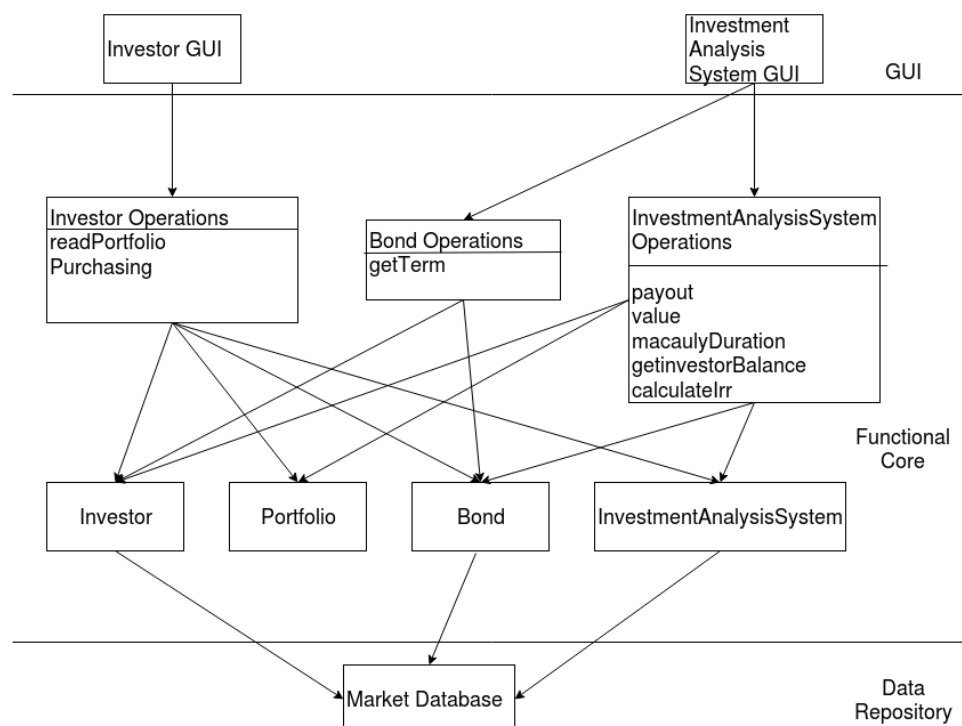 Investor GUI
Investment
Analysis
System GUI
GUI
Investor Operations
readPortfolio
Purchasing
Bond Operations
getTerm
InvestmentAnalysisSystem
Operations
payout
value
macaulyDuration
getinvestorBalance
calculateIrr
Functional
Core
Investor
Portfolio
Bond
InvestmentAnalysisSystem
Market Database
Data
Repository